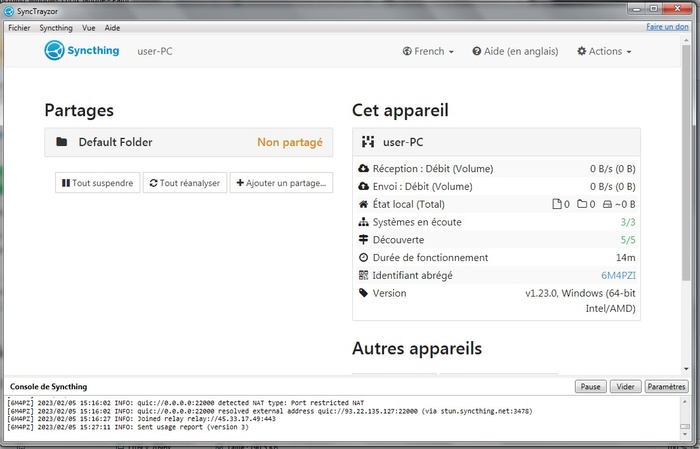 SyncTrayzor
Fichier Syncthing Vue Aide Faire un don
Syncthing user-PC French Aide (en anglais) Actions
Partages
Default Folder Non partagé
Tout suspendre Tout réanalyser Ajouter un partage...
Cet appareil
user-PC
Réception : Débit (Volume) 0 B/s (0 B)
Envoi : Débit (Volume) 0 B/s (0 B)
État local (Total) 0 0 ~0 B
Systèmes en écoute 3/3
Découverte 5/5
Durée de fonctionnement 14m
Identifiant abrégé 6M4PZI
Version v1.23.0, Windows (64-bit
Intel/AMD)
Autres appareils
Console de Syncthing Pause Vider Paramètres
[6M4PZ] 2023/02/05 15:16:02 INFO: quic://0.0.0.0:22000 detected NAT type: Port restricted NAT
[6M4PZ] 2023/02/05 15:16:02 INFO: quic://0.0.0.0:22000 resolved external address quic://93.22.135.127:22000 (via stun.syncthing.net:3478)
[6M4PZ] 2023/02/05 15:16:27 INFO: Joined relay relay://45.33.17.49:443
[6M4PZ] 2023/02/05 15:27:11 INFO: Sent usage report (version 3)